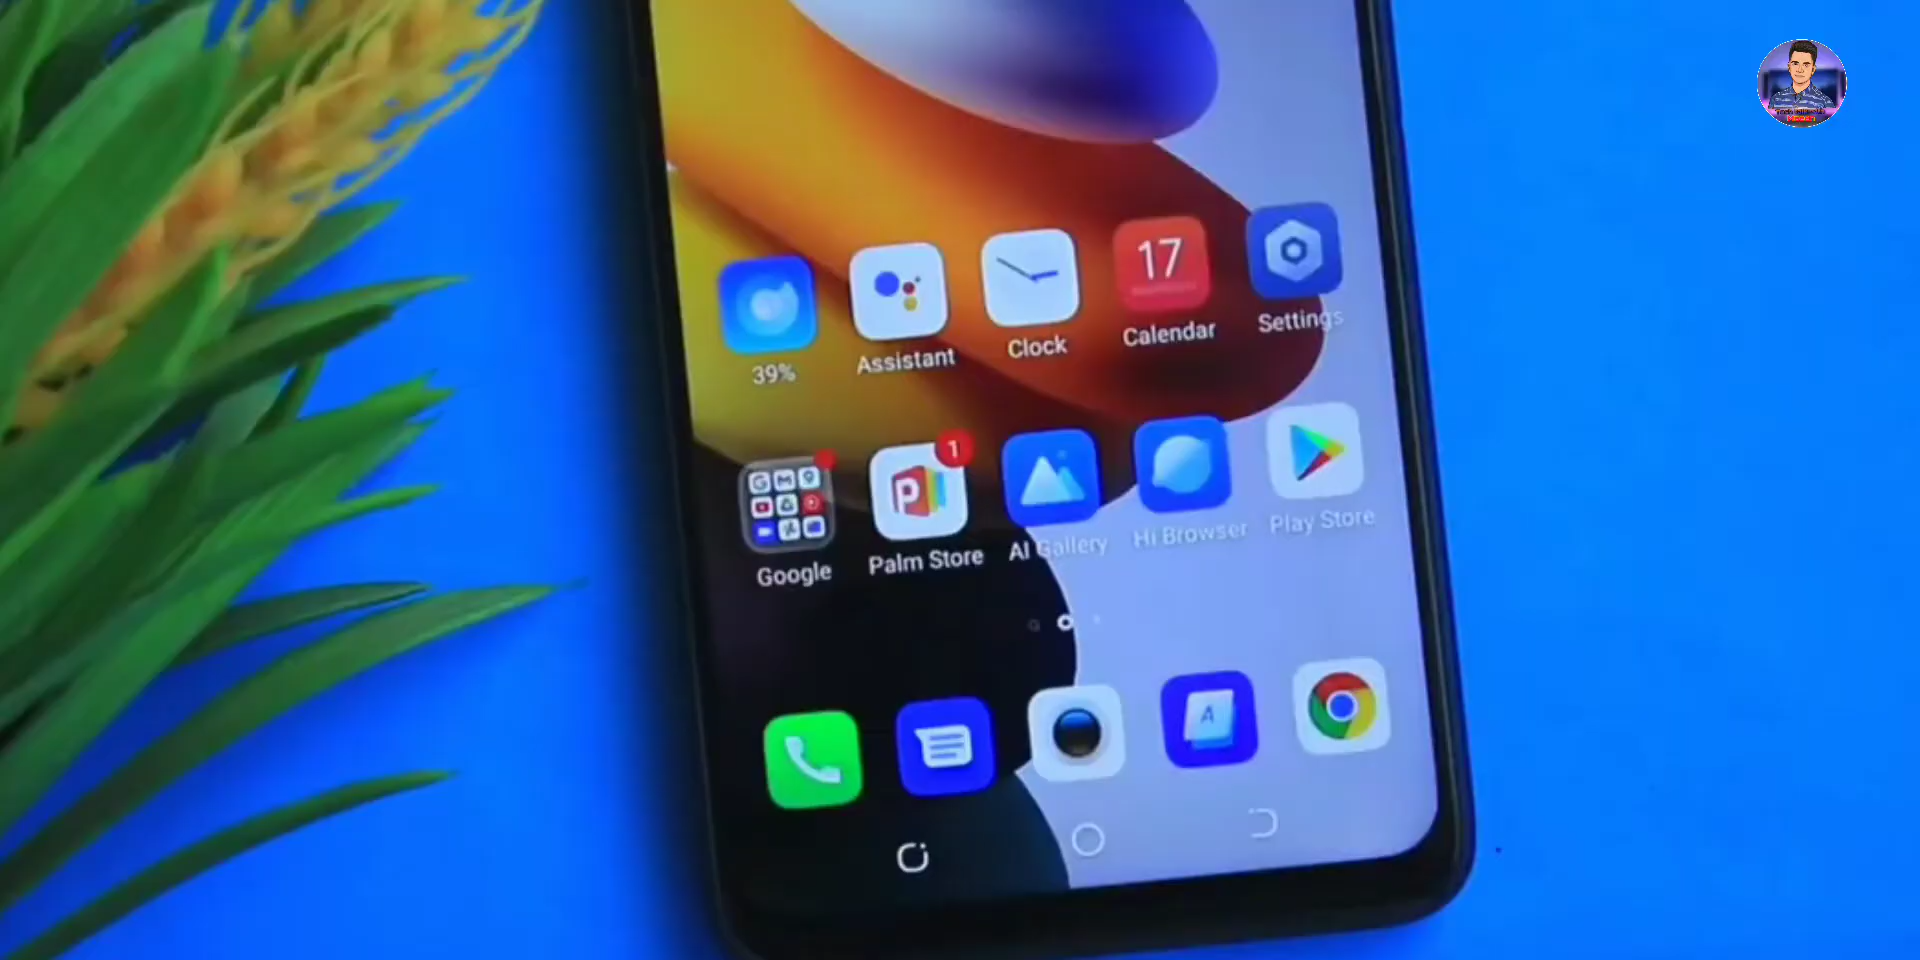 39%
Assistant
Clock
17
Calendar
Settings
Google
1
Palm Store
AI Gallery
Hi Browser
Play Store
A